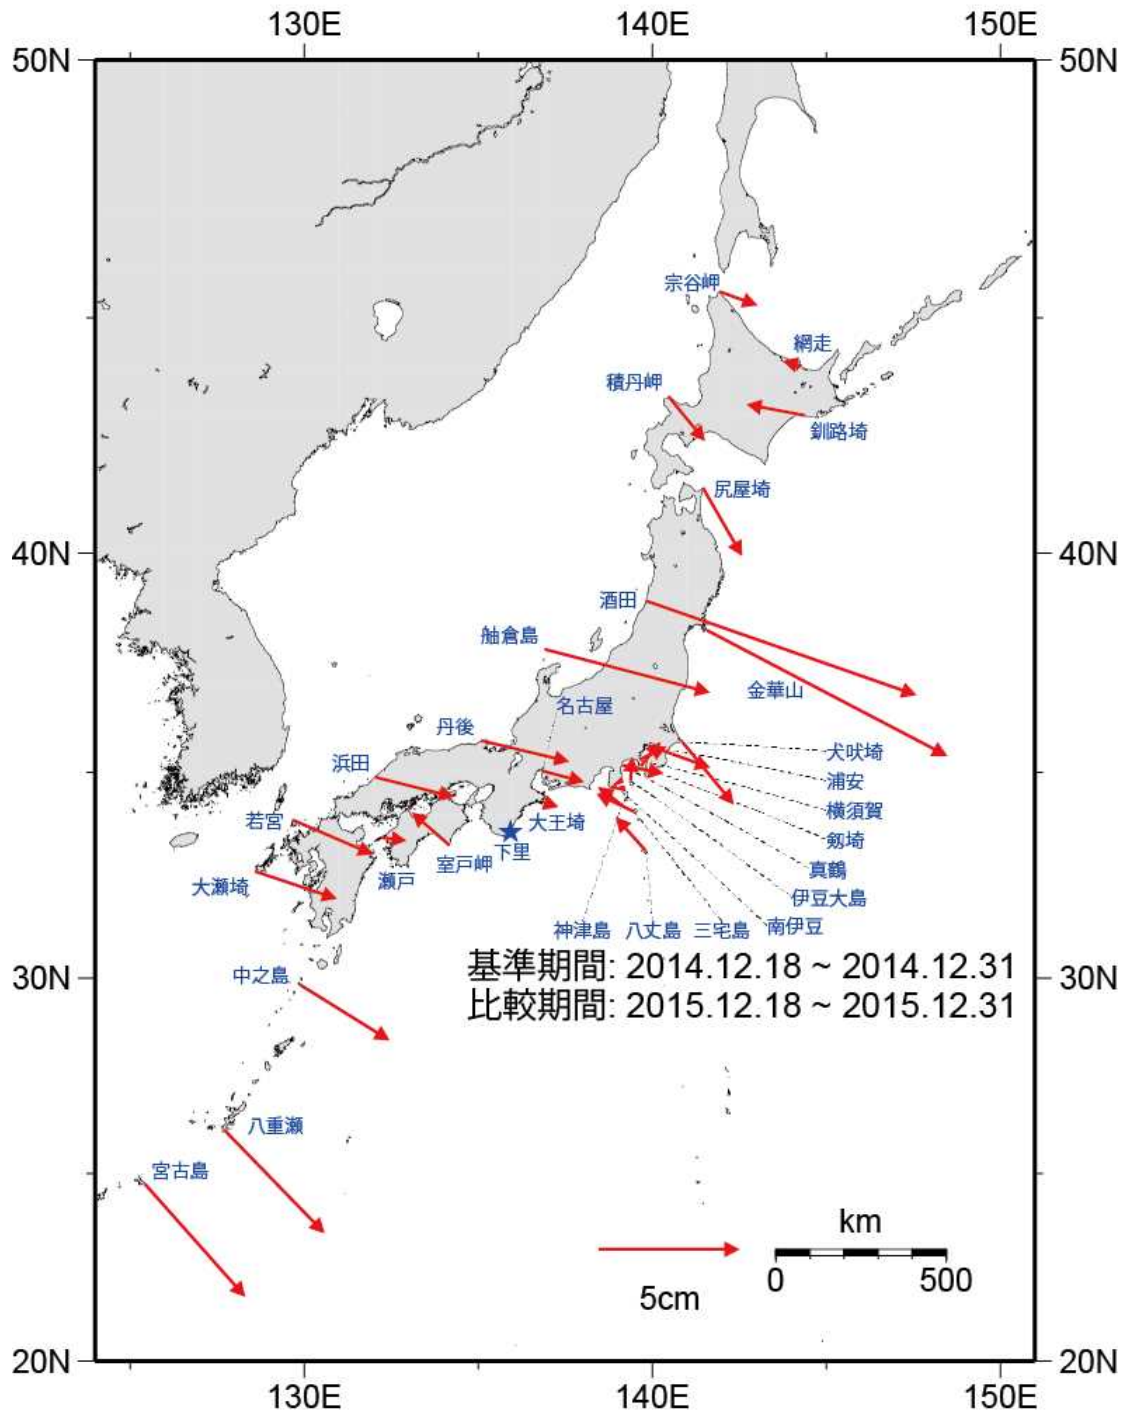 130E 140E 150E
50N 50N
宗谷岬
網走
積丹岬
釧路埼
尻屋埼
40N 40N
酒田
舳倉島
金華山
名古屋
丹後
犬吠埼
浜田
浦安
横須賀
若宮
大王埼
剱埼
下里
室戸岬
真鶴
瀬戸
大瀬埼
伊豆大島
南伊豆
神津島 八丈島 三宅島
基準期間: 2014.12.18 ~ 2014.12.31
中之島
30N 30N
比較期間: 2015.12.18 ~ 2015.12.31
八重瀬
宮古島
km
0 500
5cm
20N 20N
130E 140E 150E